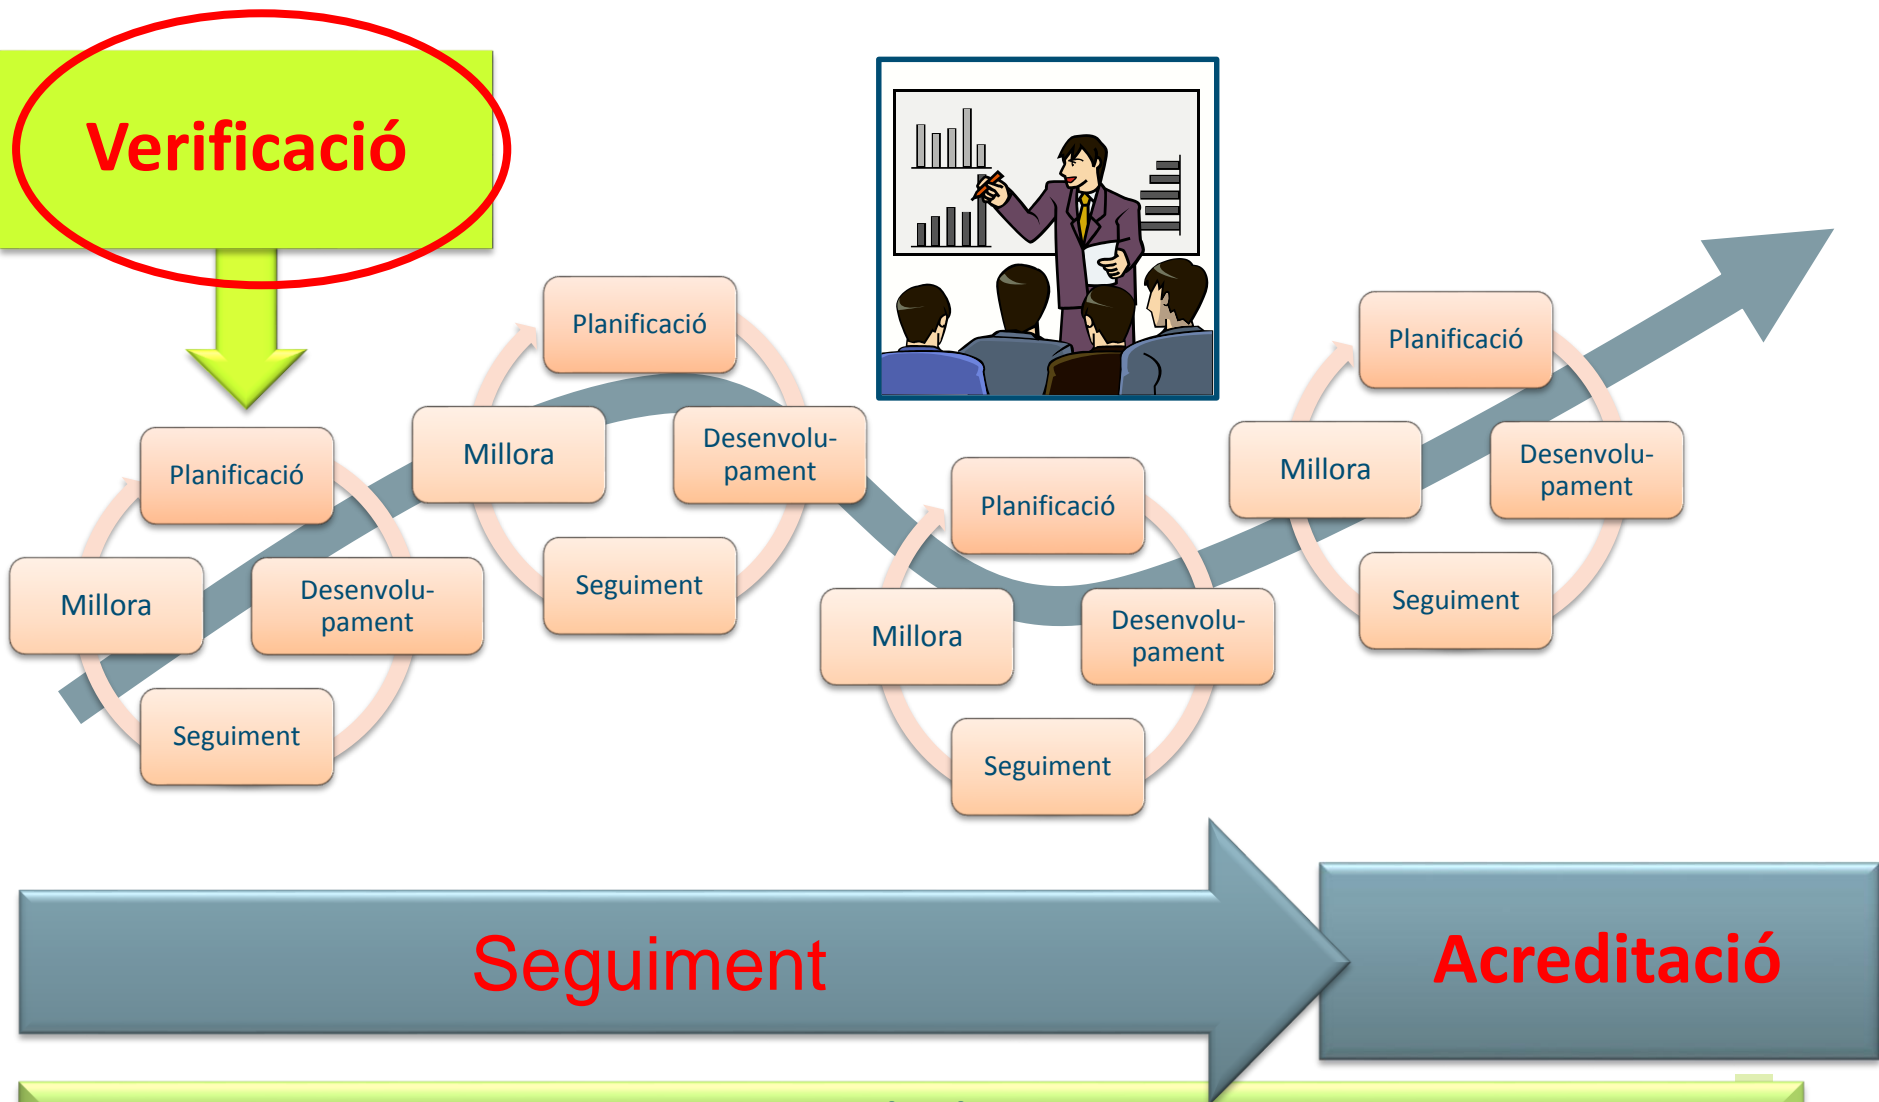 Verificació
Planificació
Millora
Desenvolu-
pament
Seguiment
Planificació
Millora
Desenvolu-
pament
Seguiment
Planificació
Millora
Desenvolu-
pament
Seguiment
Planificació
Millora
Desenvolu-
pament
Seguiment
Seguiment
Acreditació